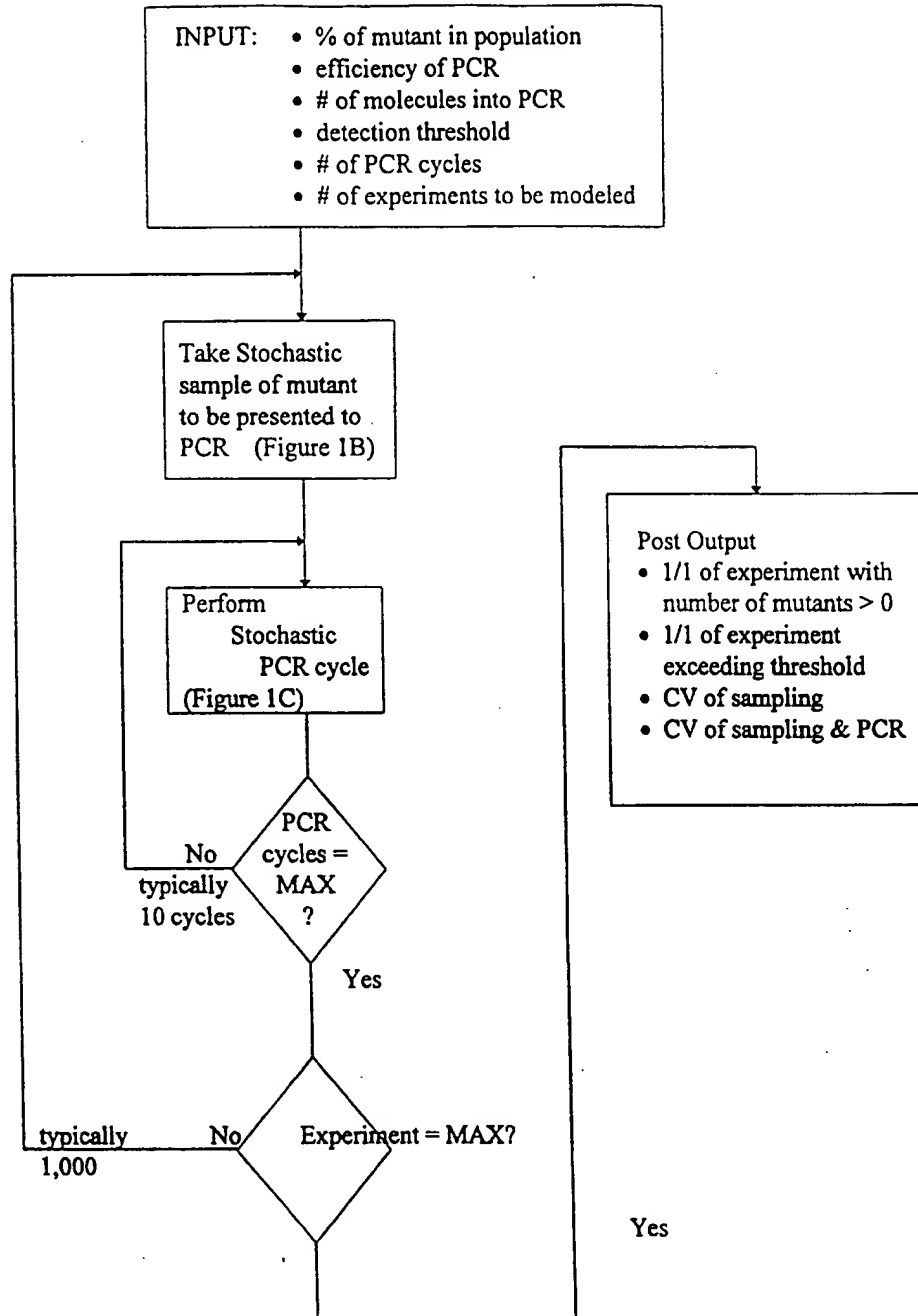 INPUT: • % of mutant in population
• efficiency of PCR
• # of molecules into PCR
• detection threshold
• # of PCR cycles
• # of experiments to be modeled
Take Stochastic
sample of mutant
to be presented to
PCR (Figure 1B)
Perform
Stochastic
PCR cycle
(Figure 1C)
PCR
cycles =
MAX
?
No
typically
10 cycles
Yes
Experiment = MAX?
No
typically
1,000
Yes
Post Output
• 1/1 of experiment with
number of mutants > 0
• 1/1 of experiment
exceeding threshold
• CV of sampling
• CV of sampling & PCR